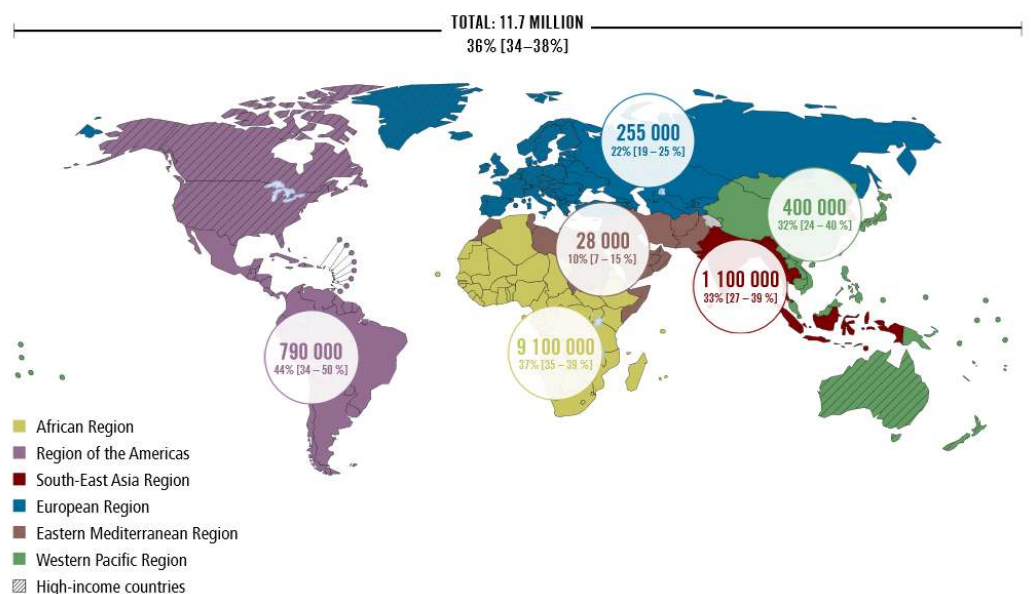 TOTAL: 11.7 MILLION
36% [34–38%]
255 000
22% [19 – 25 %]
400 000
32% [24 – 40 %]
28 000
10% [7 – 15 %]
1 100 000
33% [27 – 39 %]
790 000
44% [34 – 50 %]
9 100 000
37% [35 – 39 %]
African Region
Region of the Americas
South-East Asia Region
European Region
Eastern Mediterranean Region
Western Pacific Region
High-income countries